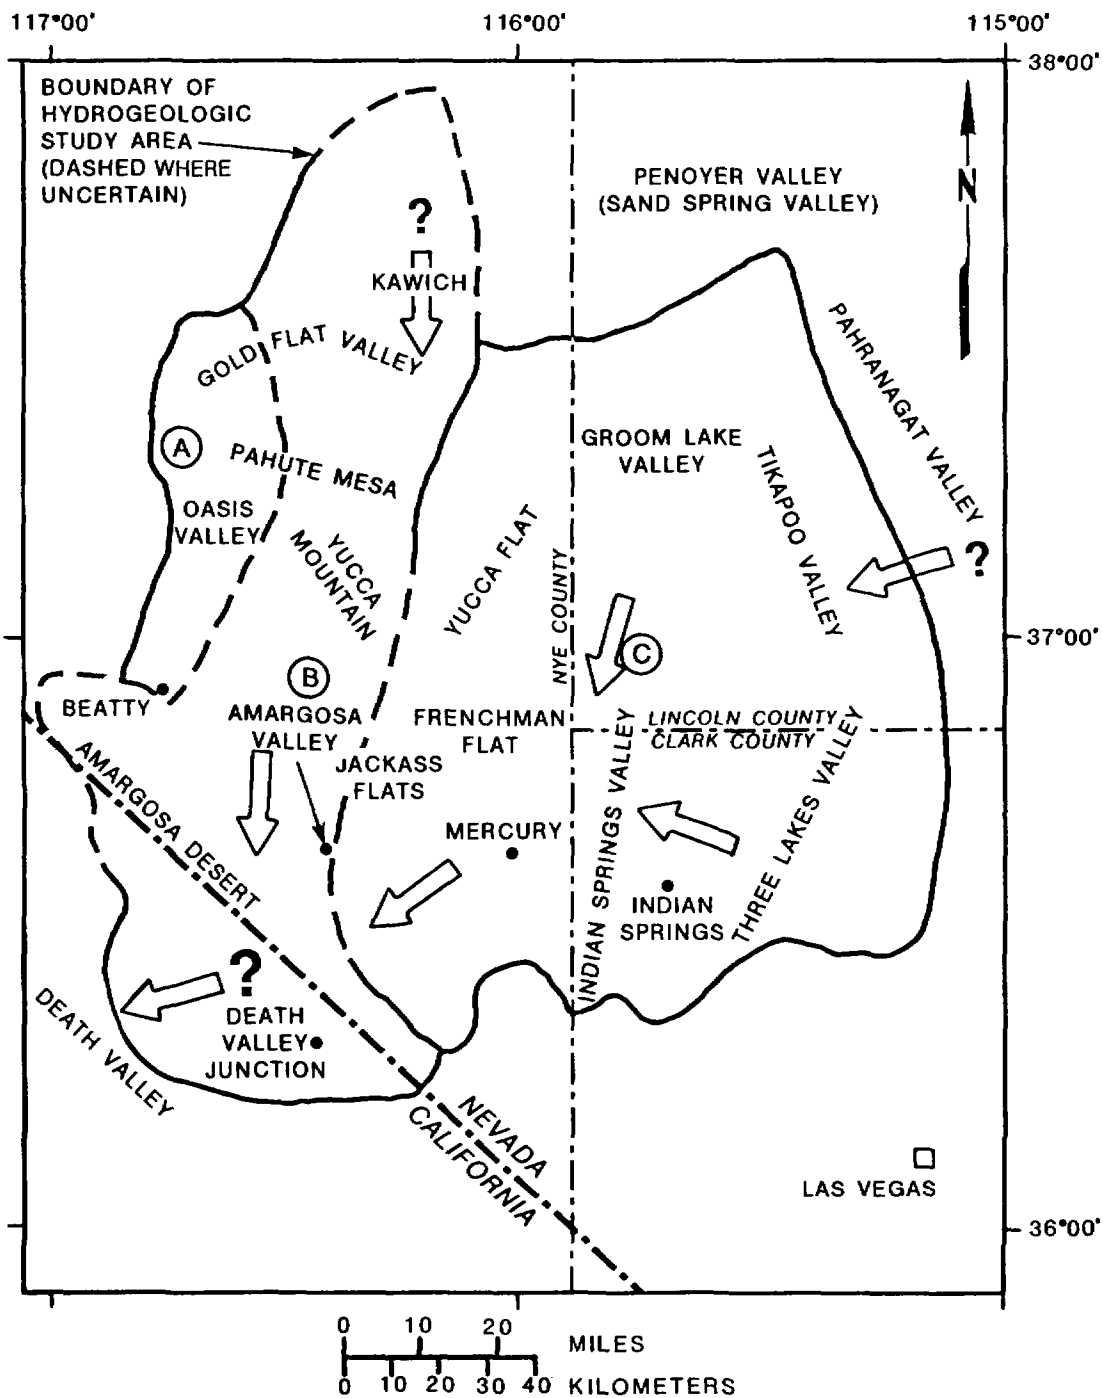 117°00'
116°00'
115°00'
38°00'
BOUNDARY OF
HYDROGEOLOGIC
STUDY AREA
(DASHED WHERE
UNCERTAIN)
PENOYER VALLEY
(SAND SPRING VALLEY)
N
?
KAWICH
GOLD FLAT VALLEY
PAHRANAGAT VALLEY
A
PAHUTE MESA
GROOM LAKE
VALLEY
TIKAPOO VALLEY
OASIS
VALLEY
YUCCA
MOUNTAIN
YUCCA FLAT
?
NYE COUNTY
37°00'
C
B
BEATTY
AMARGOSA
VALLEY
FRENCHMAN
FLAT
LINCOLN COUNTY
CLARK COUNTY
JACKASS
FLATS
AMARGOSA DESERT
MERCURY
INDIAN SPRINGS VALLEY
THREE LAKES VALLEY
INDIAN
SPRINGS
?
DEATH VALLEY
DEATH
VALLEY
JUNCTION
NEVADA
CALIFORNIA
LAS VEGAS
36°00'
0 10 20 MILES
0 10 20 30 40 KILOMETERS